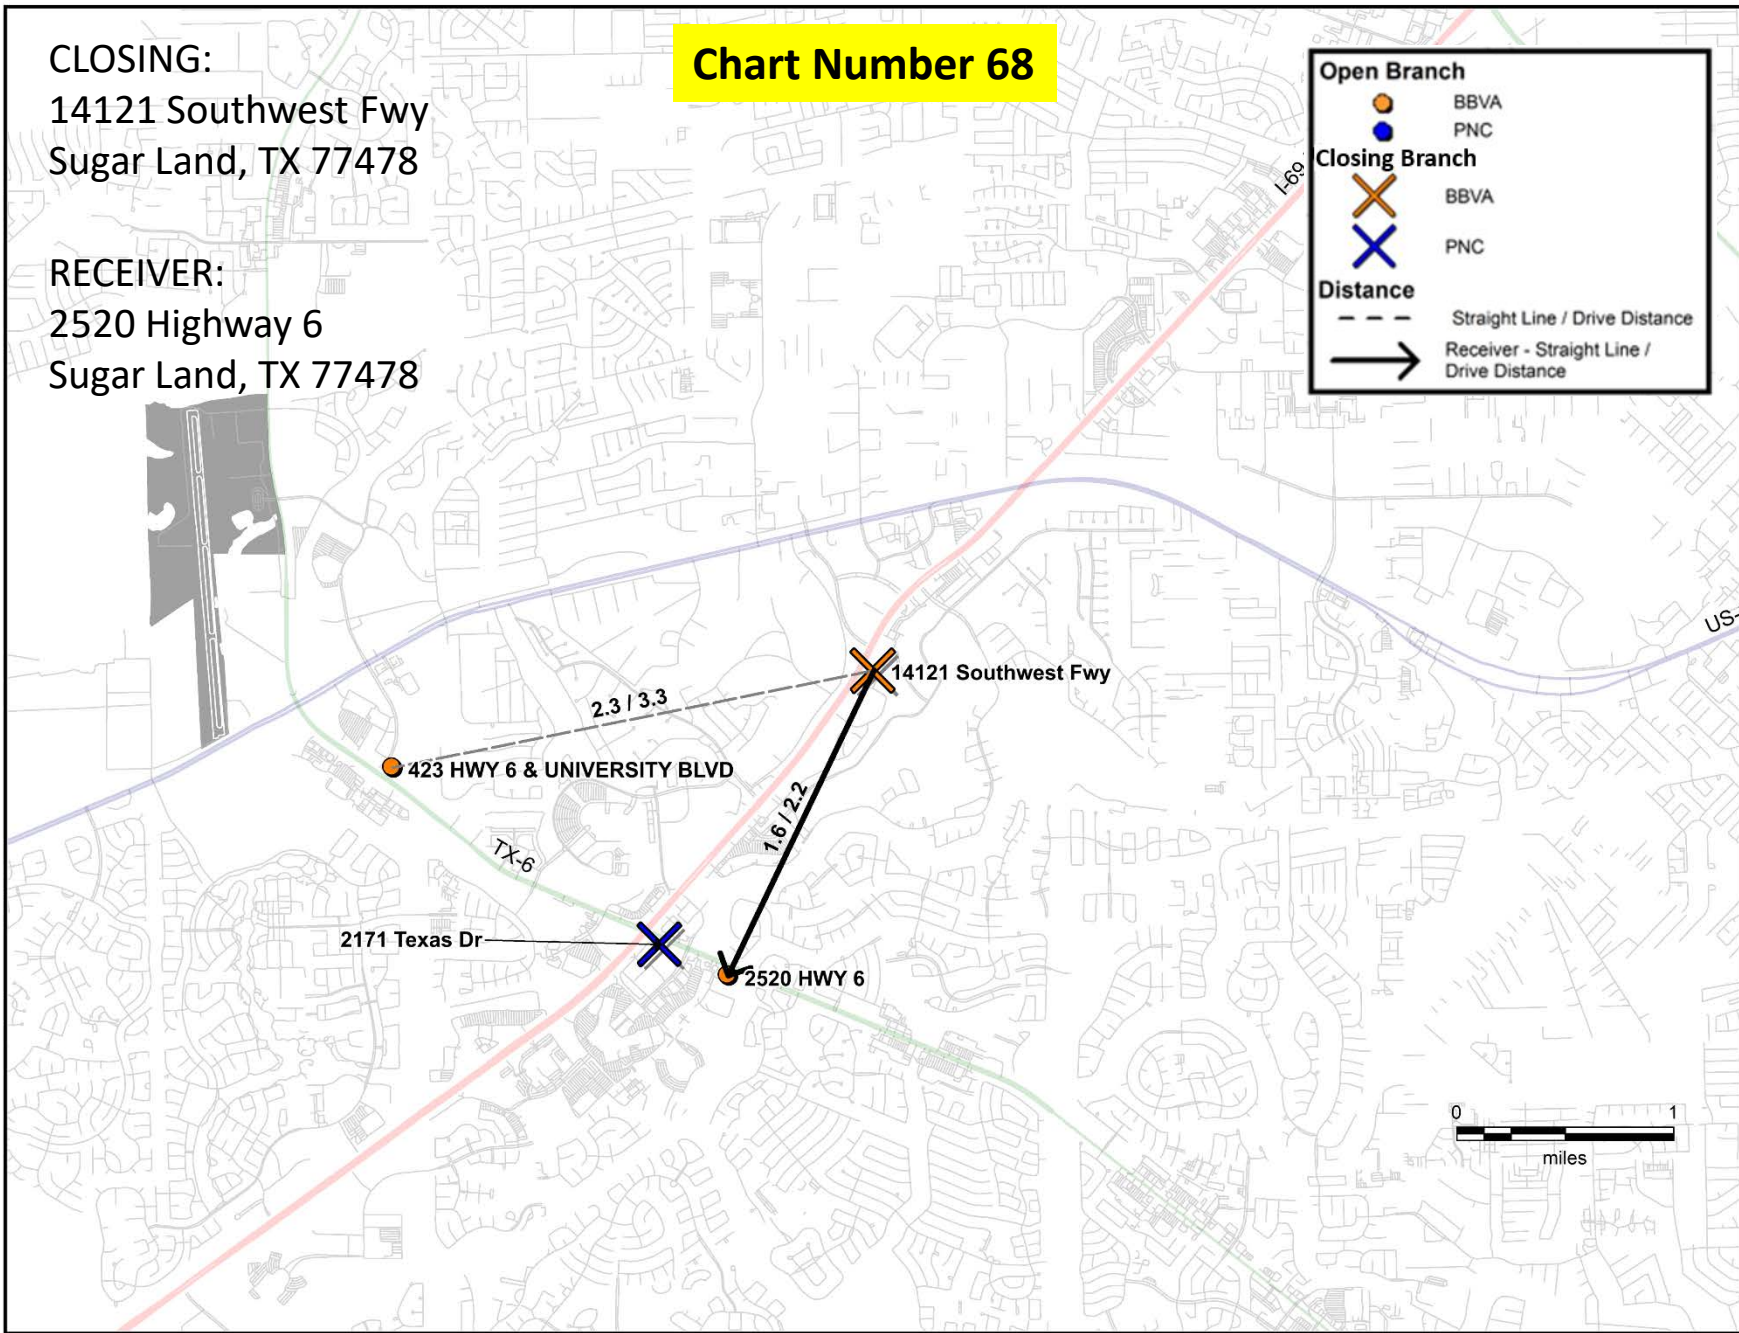 Chart Number 68
CLOSING:
14121 Southwest Fwy
Sugar Land, TX 77478
RECEIVER:
2520 Highway 6
Sugar Land, TX 77478
Open Branch
BBVA
PNC
Closing Branch
BBVA
PNC
Distance
Straight Line / Drive Distance
Receiver - Straight Line /
Drive Distance
I-69
US-
14121 Southwest Fwy
2.3 / 3.3
423 HWY 6 & UNIVERSITY BLVD
1.6 / 2.2
TX-6
2171 Texas Dr
2520 HWY 6
0 1
miles